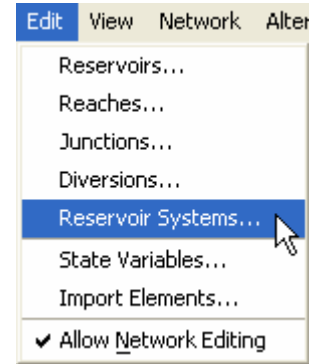 Edit View Network Alter
Reservoirs...
Reaches...
Junctions...
Diversions...
Reservoir Systems...
State Variables...
Import Elements...
✔ Allow Network Editing